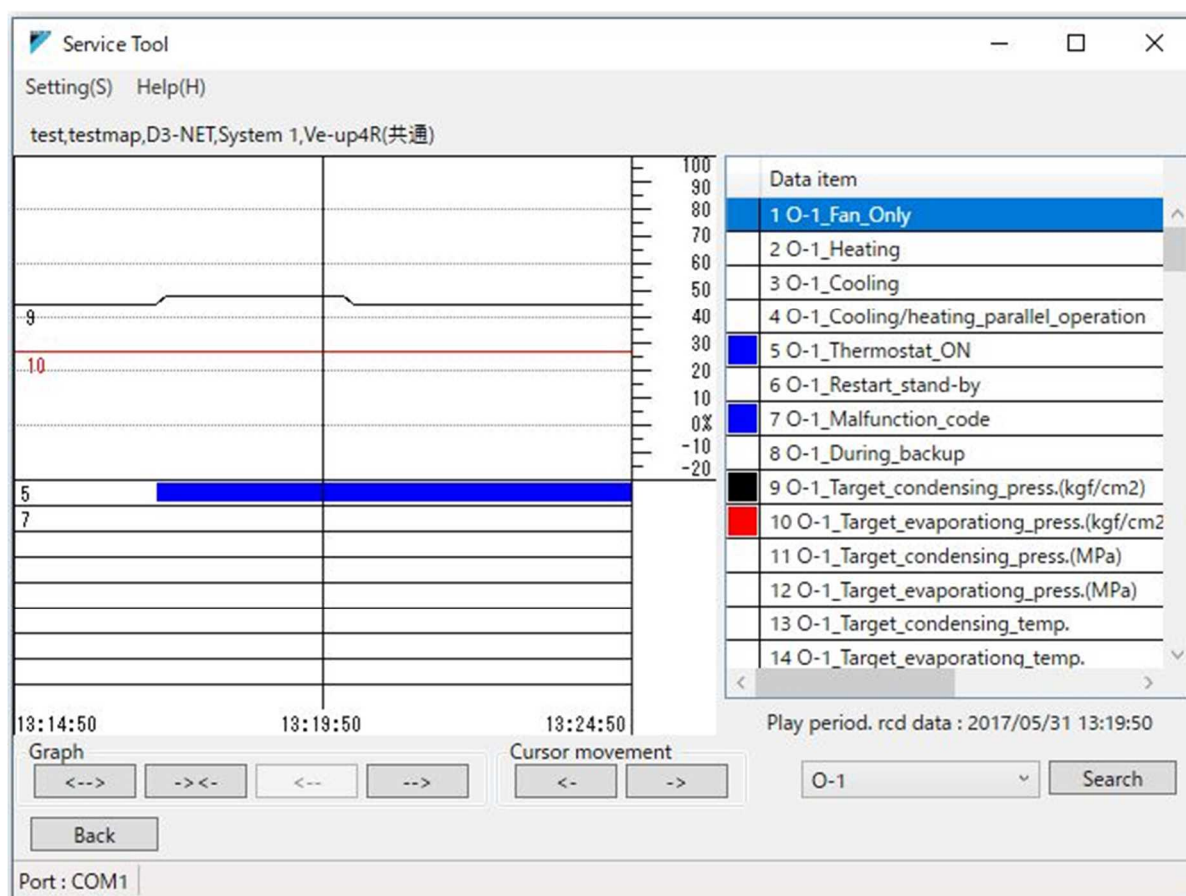 Service Tool
Setting(S) Help(H)
test,testmap,D3-NET,System 1,Ve-up4R(共通)
100
90
80
70
60
50
40
30
20
10
0%
-10
-20
9
10
5
7
13:14:50 13:19:50 13:24:50
Data item
1 O-1_Fan_Only
2 O-1_Heating
3 O-1_Cooling
4 O-1_Cooling/heating_parallel_operation
5 O-1_Thermostat_ON
6 O-1_Restart_stand-by
7 O-1_Malfunction_code
8 O-1_During_backup
9 O-1_Target_condensing_press.(kgf/cm2)
10 O-1_Target_evaporationg_press.(kgf/cm2
11 O-1_Target_condensing_press.(MPa)
12 O-1_Target_evaporationg_press.(MPa)
13 O-1_Target_condensing_temp.
14 O-1_Target_evaporationg_temp.
Play period. rcd data : 2017/05/31 13:19:50
Graph
<--> -><- <-- -->
Cursor movement
<- ->
O-1 Search
Back
Port : COM1